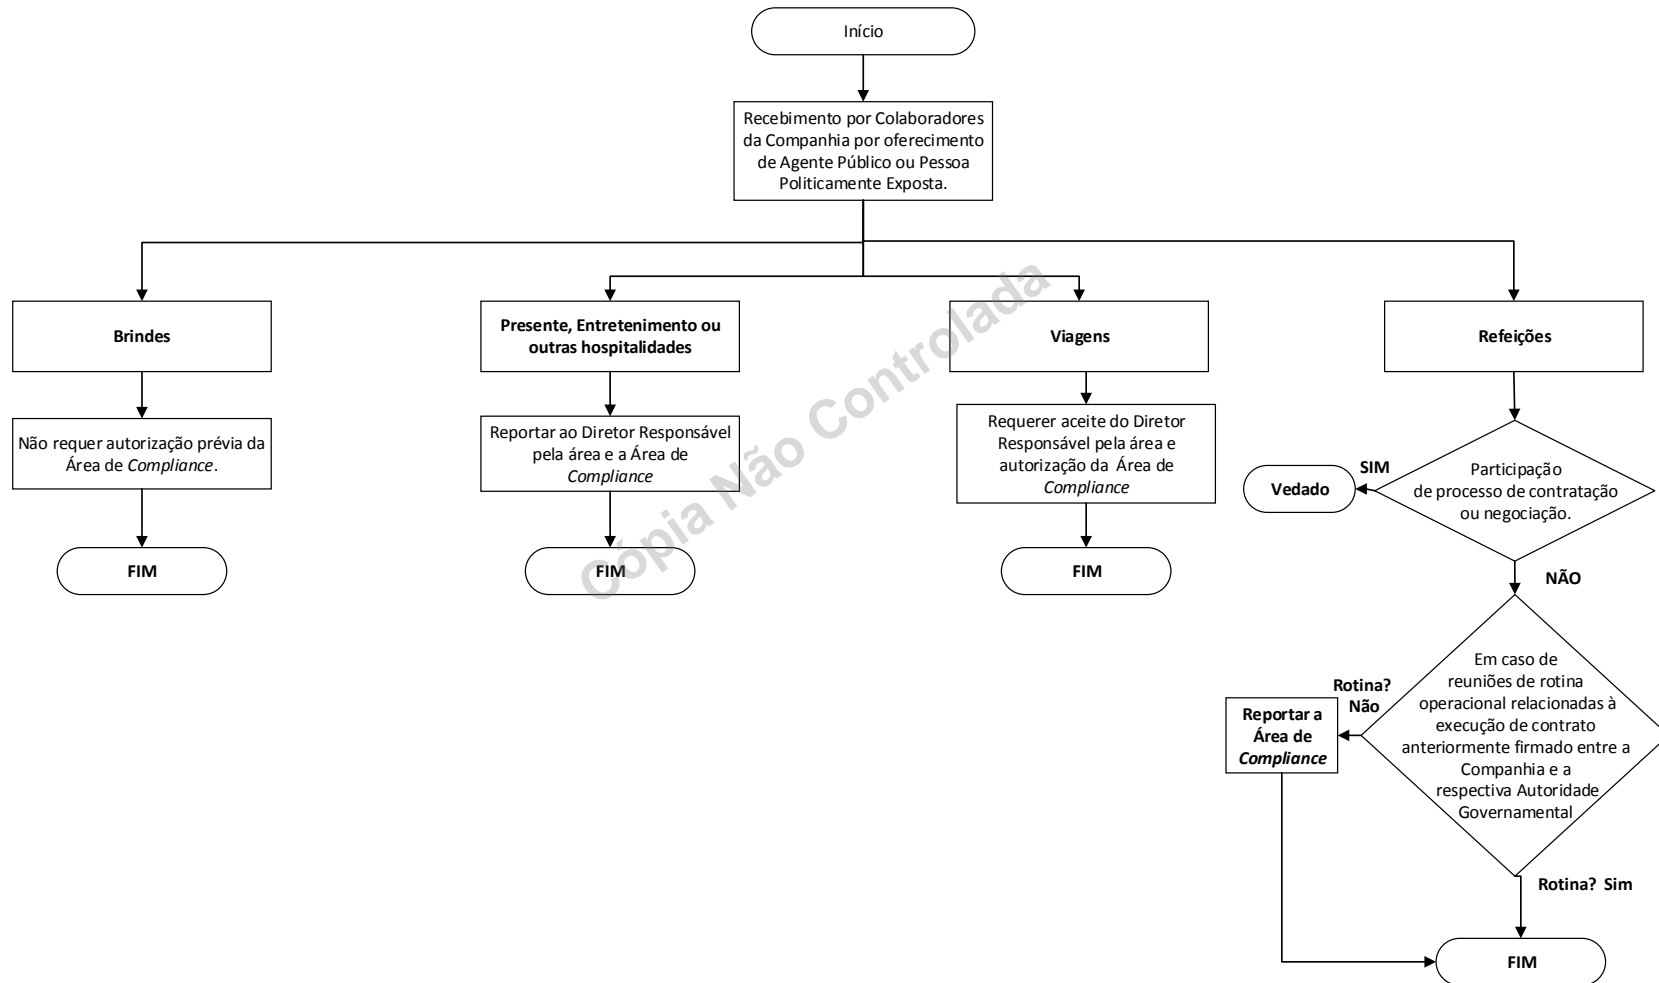 Início
Recebimento por Colaboradores
da Companhia por oferecimento
de Agente Público ou Pessoa
Politicamente Exposta.
Brindes
Presente, Entretenimento ou
outras hospitalidades
Viagens
Refeições
Não requer autorização prévia da
Área de Compliance.
Reportar ao Diretor Responsável
pela área e a Área de
Compliance
Requerer aceite do Diretor
Responsável pela área e
autorização da Área de
Compliance
Participação
de processo de contratação
ou negociação.
SIM
Vedado
FIM
FIM
FIM
NÃO
Em caso de
reuniões de rotina
operacional relacionadas à
execução de contrato
anteriormente firmado entre a
Companhia e a
respectiva Autoridade
Governamental
Rotina?
Não
Reportar a
Área de
Compliance
Rotina? Sim
FIM
Cópia Não Controlada